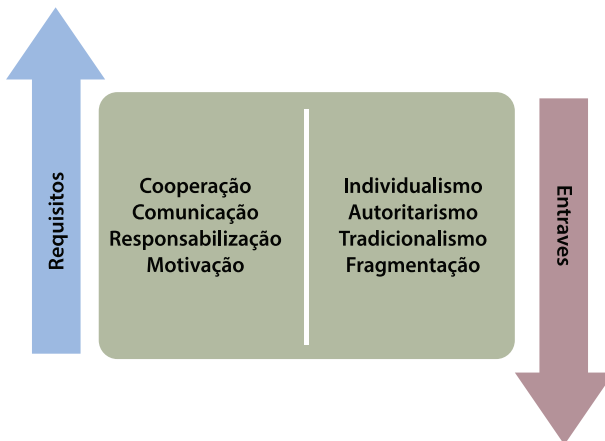 Requisitos
Cooperação
Comunicação
Responsabilização
Motivação
Individualismo
Autoritarismo
Tradicionalismo
Fragmentação
Entraves